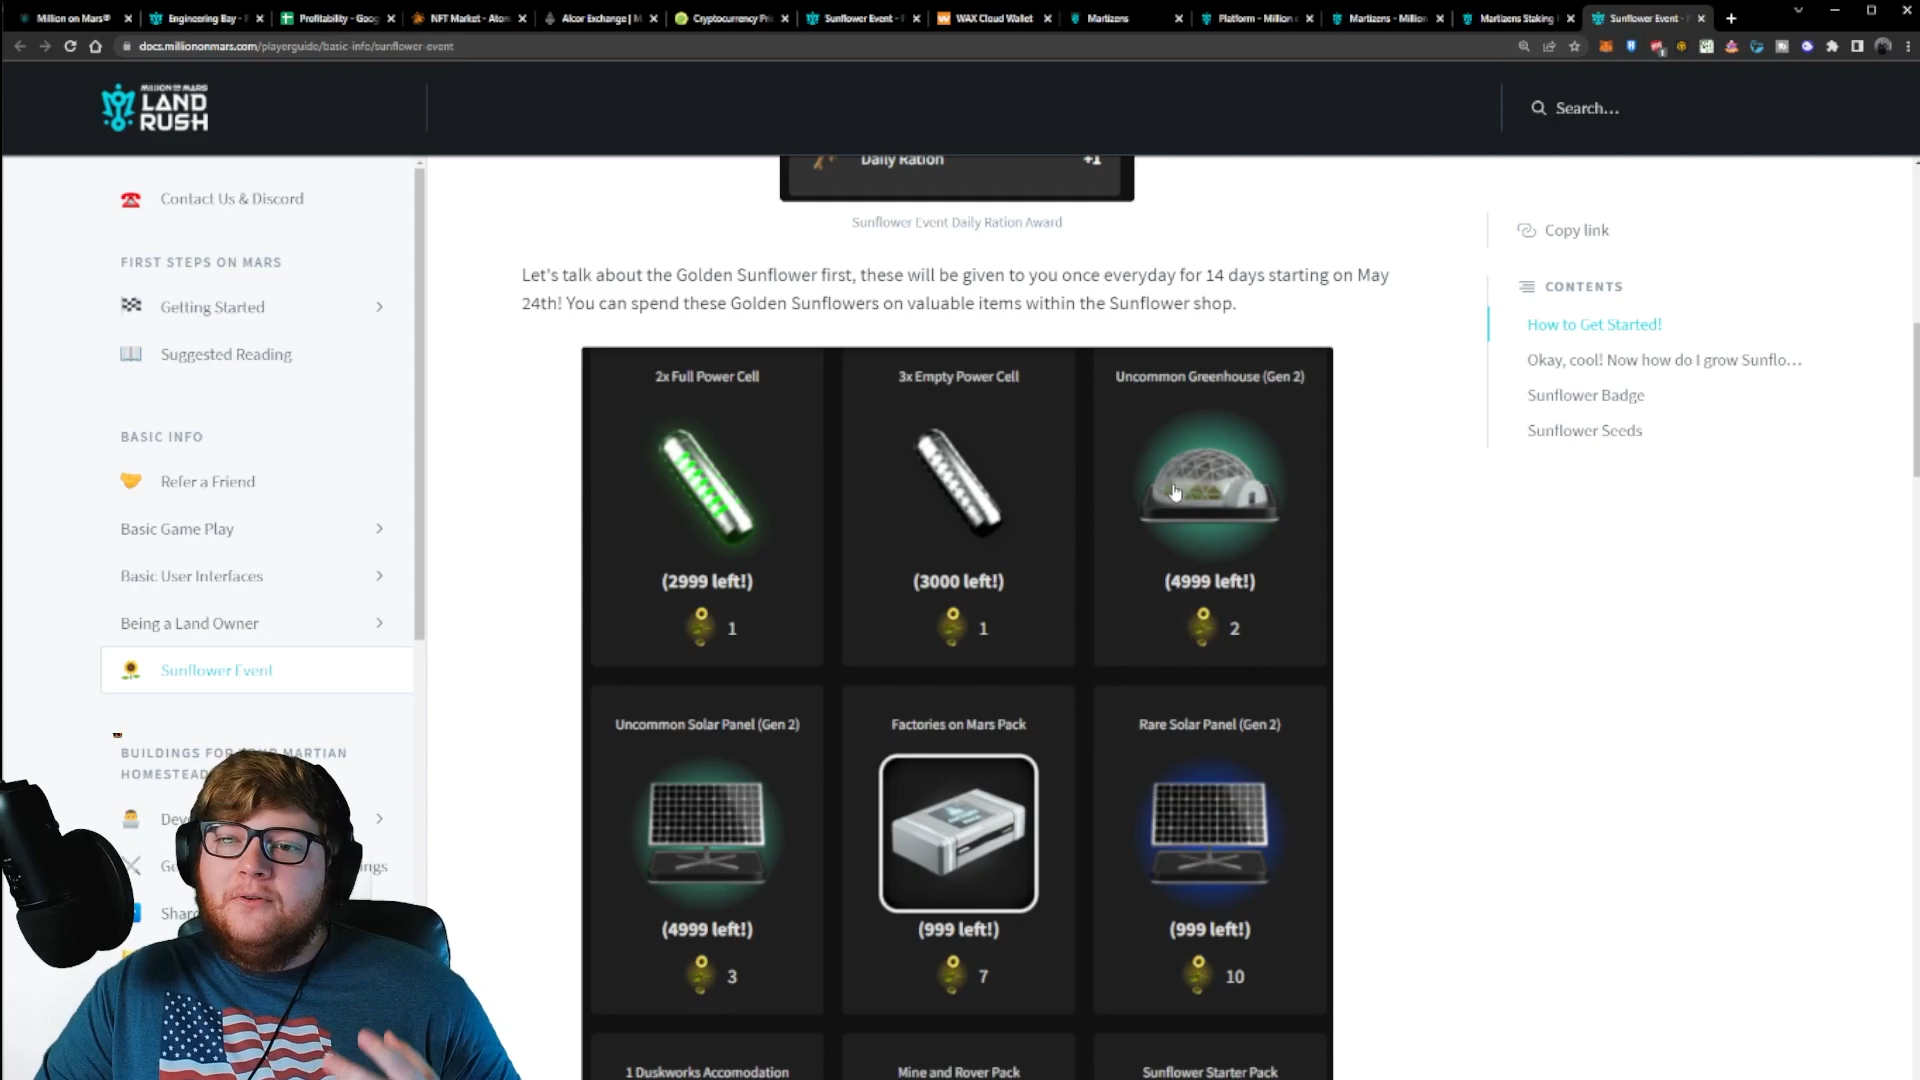 Million on Mars®
Engineering Bay -
Profitability - Goog
NFT Market - Atom
Alcor Exchange | M
Cryptocurrency Pri
Sunflower Event -
WAX Cloud Wallet
Martizens
Platform - Million o
Martizens - Million
Martizens Staking
Sunflower Event -
docs.milliononmars.com/playerguide/basic-info/sunflower-event
MILLION ON MARS
LAND
RUSH
Search...
Contact Us & Discord
FIRST STEPS ON MARS
Getting Started
Suggested Reading
BASIC INFO
Refer a Friend
Basic Game Play
Basic User Interfaces
Being a Land Owner
Sunflower Event
BUILDINGS FOR YOUR MARTIAN
HOMESTEAD
Daily Ration +1
Sunflower Event Daily Ration Award
Let's talk about the Golden Sunflower first, these will be given to you once everyday for 14 days starting on May
24th! You can spend these Golden Sunflowers on valuable items within the Sunflower shop.
2x Full Power Cell
3x Empty Power Cell
Uncommon Greenhouse (Gen 2)
(2999 left!)
(3000 left!)
(4999 left!)
1
1
2
Uncommon Solar Panel (Gen 2)
Factories on Mars Pack
Rare Solar Panel (Gen 2)
(4999 left!)
(999 left!)
(999 left!)
3
7
10
1 Duskworks Accomodation
Mine and Rover Pack
Sunflower Starter Pack
Copy link
CONTENTS
How to Get Started!
Okay, cool! Now how do I grow Sunflo...
Sunflower Badge
Sunflower Seeds